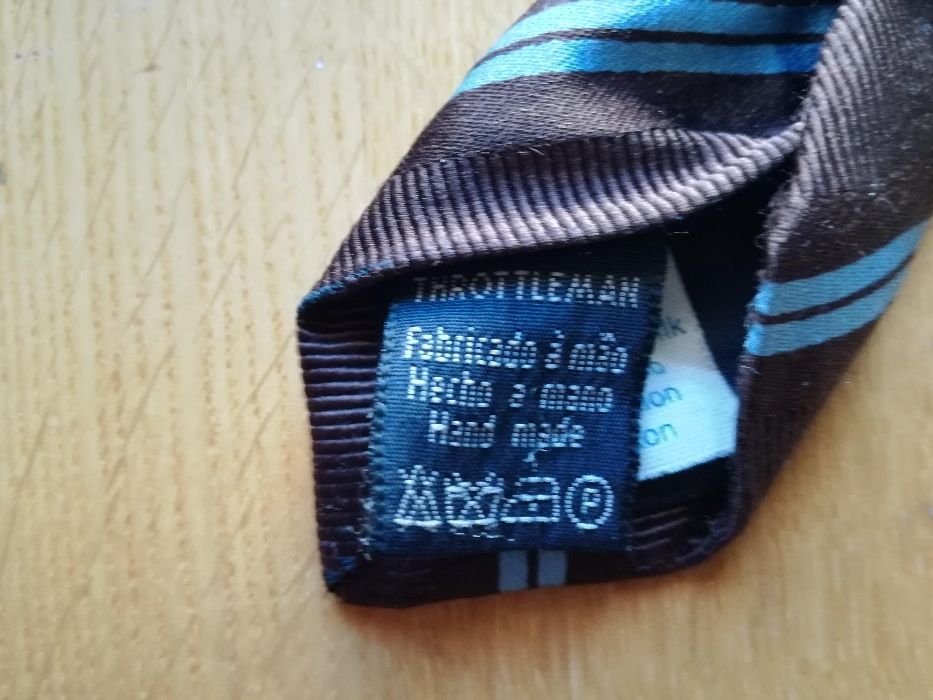 THROTTLEMAN
Fabricado à mão
Hecho a mano
Hand made
P